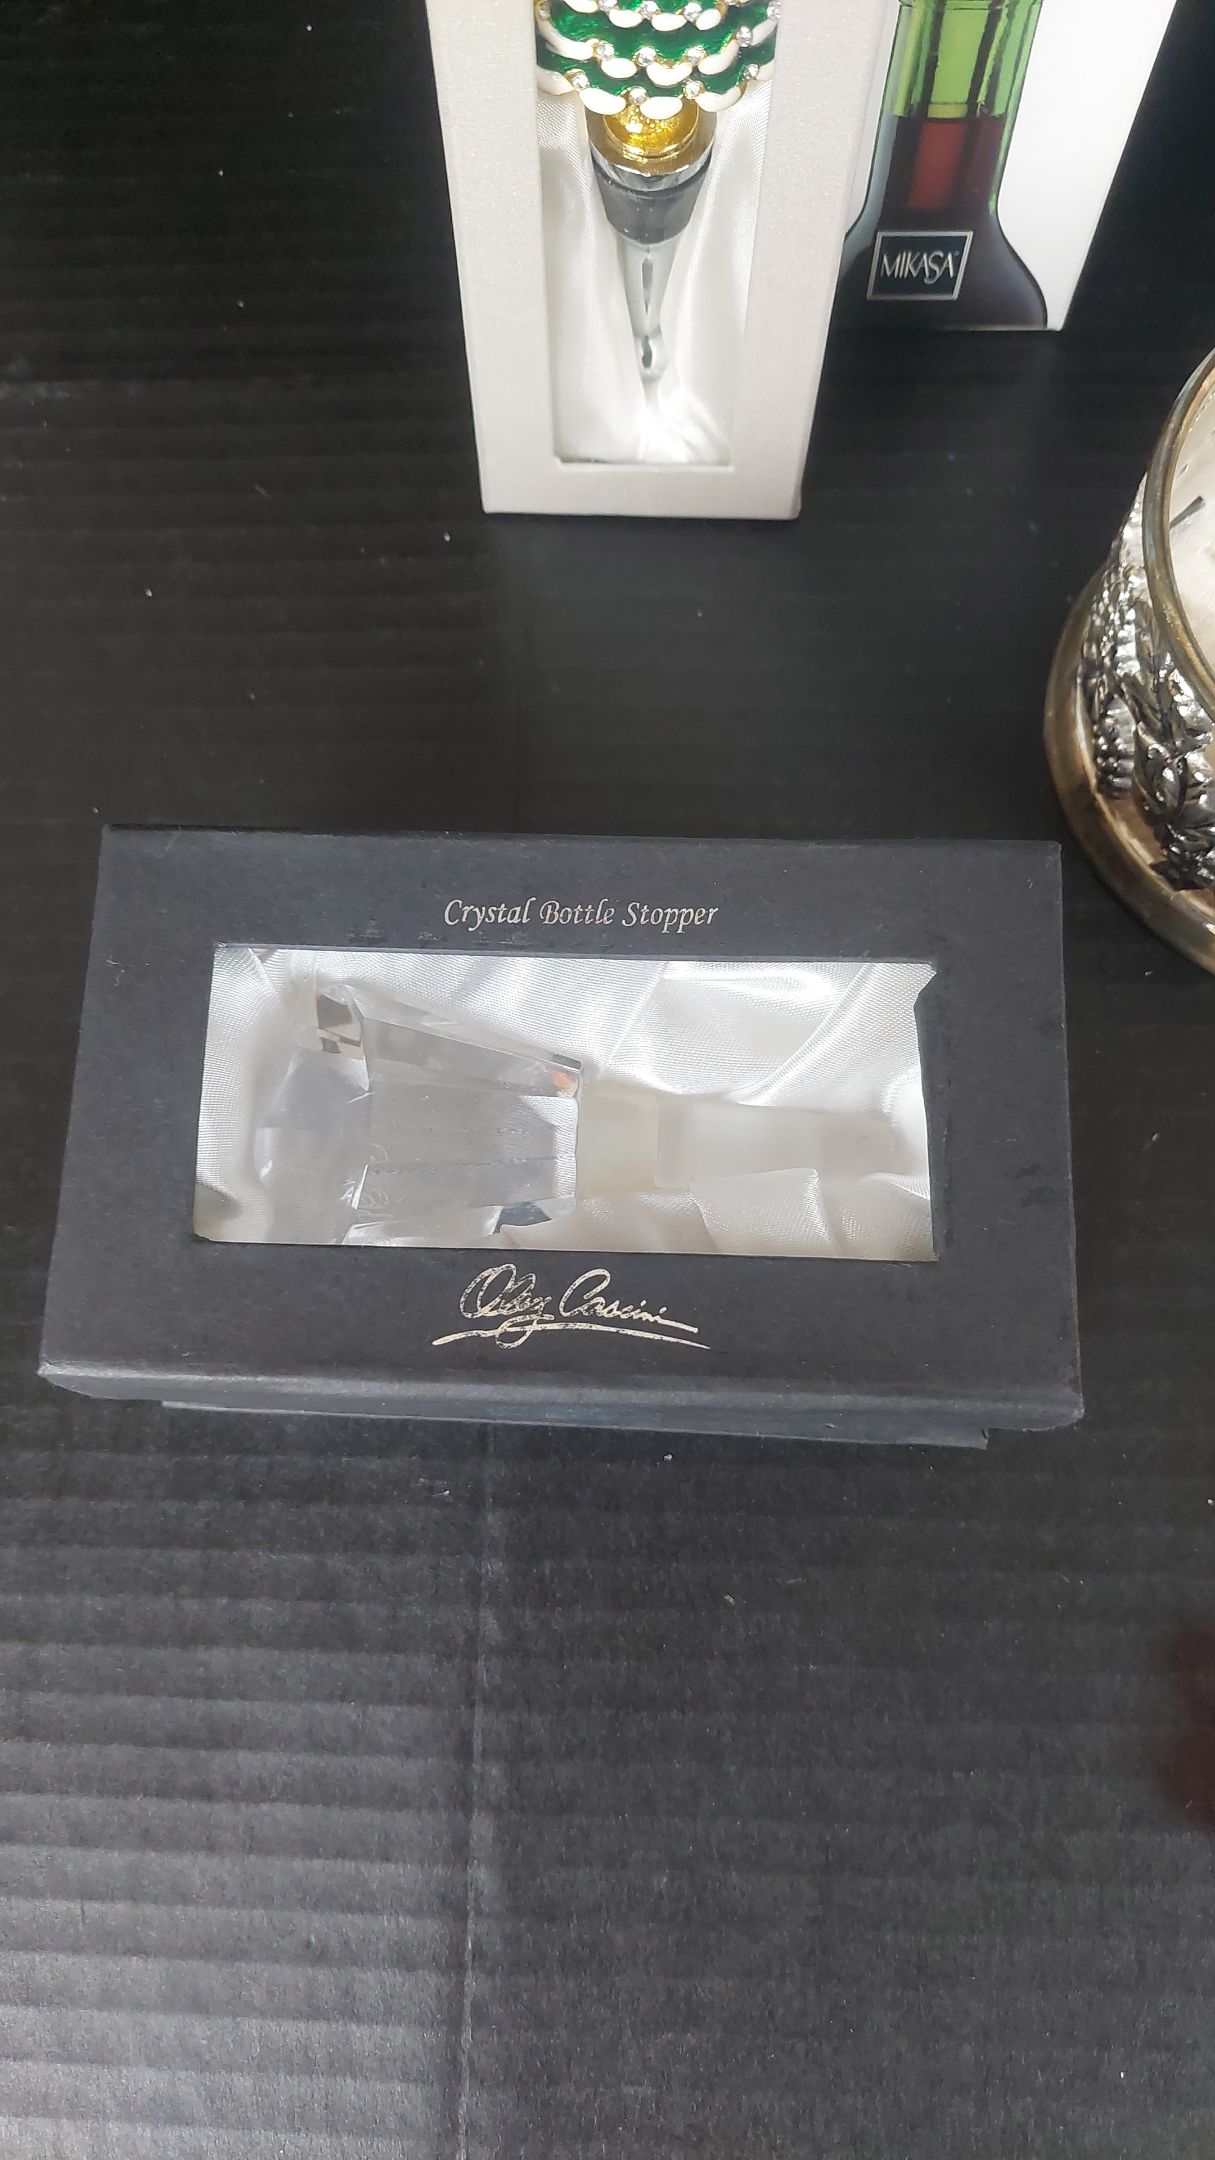 MIKASA
Crystal Bottle Stopper
Oleg Cassini